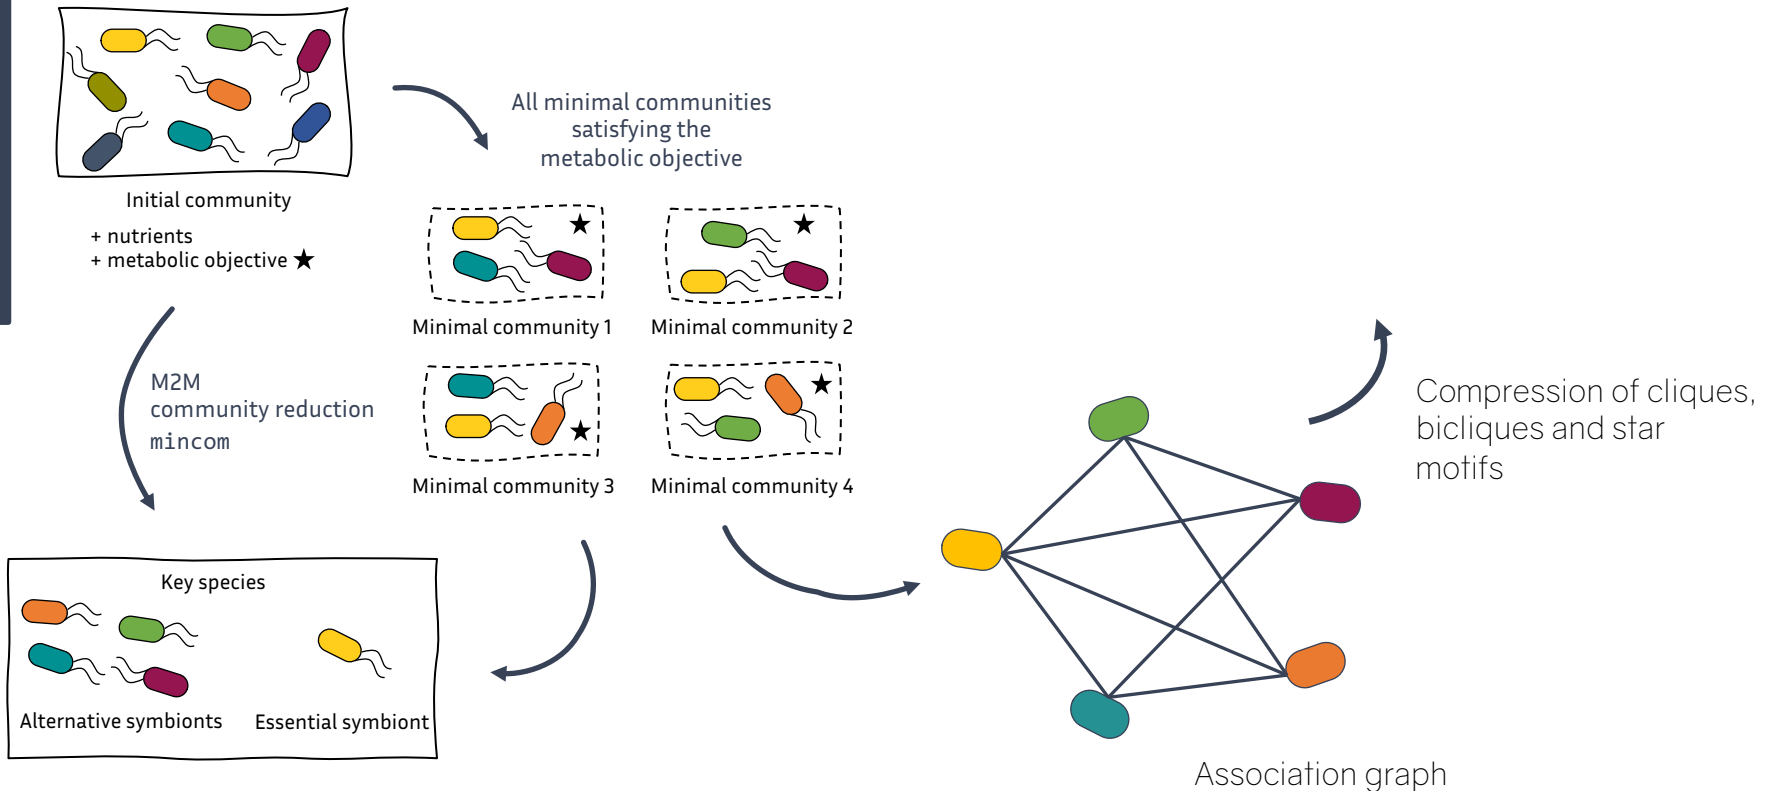 Initial community
+ nutrients
+ metabolic objective
All minimal communities
satisfying the
metabolic objective
Minimal community 1
Minimal community 2
Minimal community 3
Minimal community 4
M2M
community reduction
mincom
Key species
Alternative symbionts
Essential symbiont
Compression of cliques,
bicliques and star
motifs
Association graph